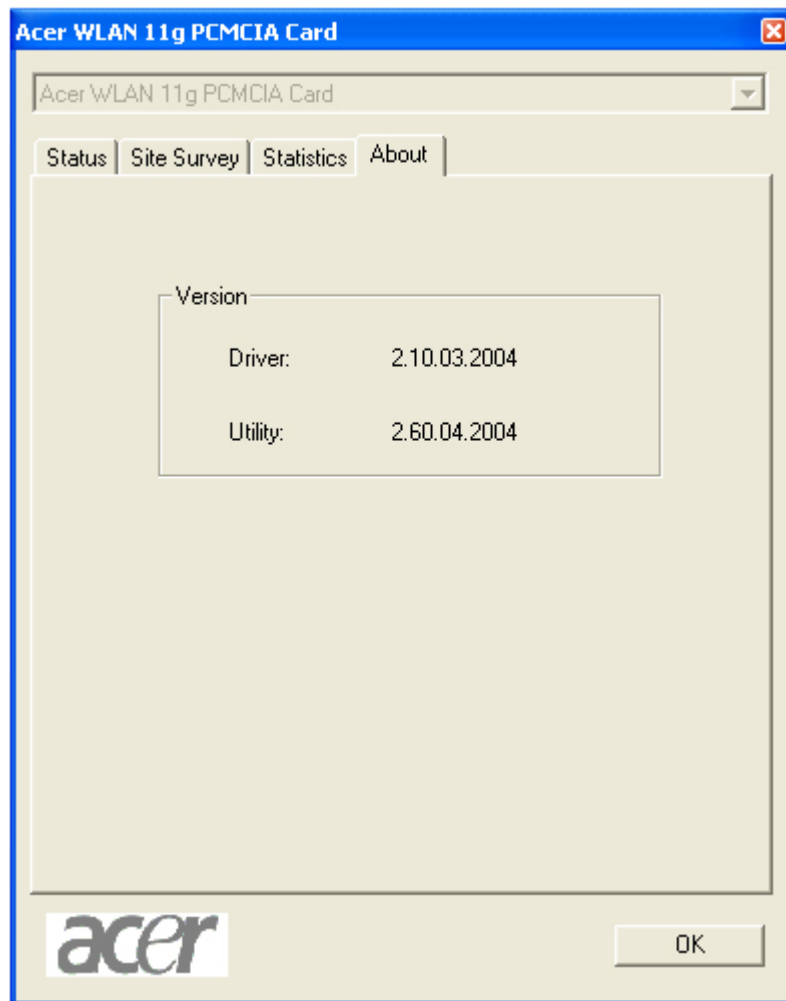 Acer WLAN 11g PCMCIA Card
Acer WLAN 11g PCMCIA Card
Status Site Survey Statistics About
Version
Driver: 2.10.03.2004
Utility: 2.60.04.2004
acer
OK